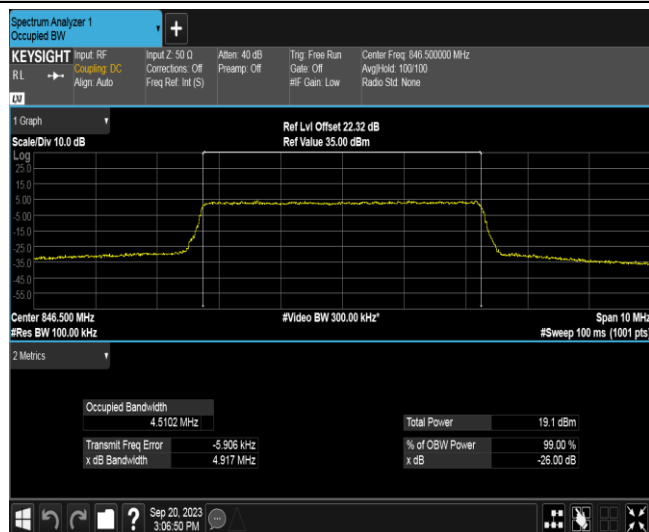 Spectrum Analyzer 1
Occupied BW
+
KEYSIGHT Input: RF Input Z: 50 Ω Atten: 40 dB Trig: Free Run Center Freq: 846.500000 MHz
RL Coupling: DC Corrections: Off Preamp: Off Gate: Off Avg|Hold: 100/100
Align: Auto Freq Ref: Int (S) #IF Gain: Low Radio Std: None
LXI
1 Graph Ref Lvl Offset 22.32 dB
Scale/Div 10.0 dB Ref Value 35.00 dBm
Log
25.0
15.0
5.00
-5.00
-15.0
-25.0
-35.0
-45.0
-55.0
Center 846.500 MHz #Video BW 300.00 kHz* Span 10 MHz
#Res BW 100.00 kHz #Sweep 100 ms (1001 pts)
2 Metrics
Occupied Bandwidth
4.5102 MHz Total Power 19.1 dBm
Transmit Freq Error -5.906 kHz % of OBW Power 99.00 %
x dB Bandwidth 4.917 MHz x dB -26.00 dB
? Sep 20, 2023
3:06:50 PM